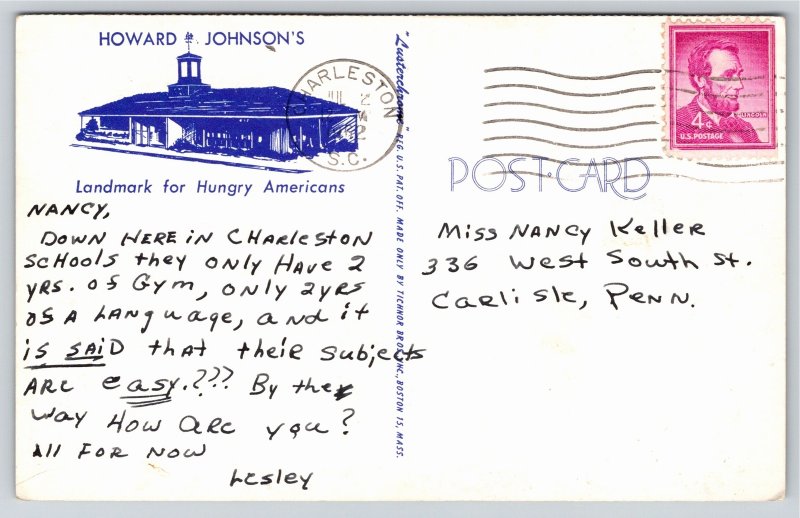 HOWARD JOHNSON'S
Landmark for Hungry Americans
NANCY,
DOWN HERE IN CHARLESTON
SCHOOLS they ONLY HAVE 2
yRS. OF Gym, ONLY 2yRS
OF A LANguAge, AND it
iS SAiD tHAt tHEiR Subjects
ARE easy.??? By the
WAy HOW ARE you?
All FOR NOW
Lesley
"Lusterchrome" REG. U.S. PAT. OFF. MADE ONLY BY TICHNOR BROS., INC., BOSTON 15, MASS.
CHARLESTON
JUL 2
S.C.
LINCOLN
4¢
U.S. POSTAGE
POST-CARD
Miss NANCY Keller
336 West South St.
Carlisle, Penn.